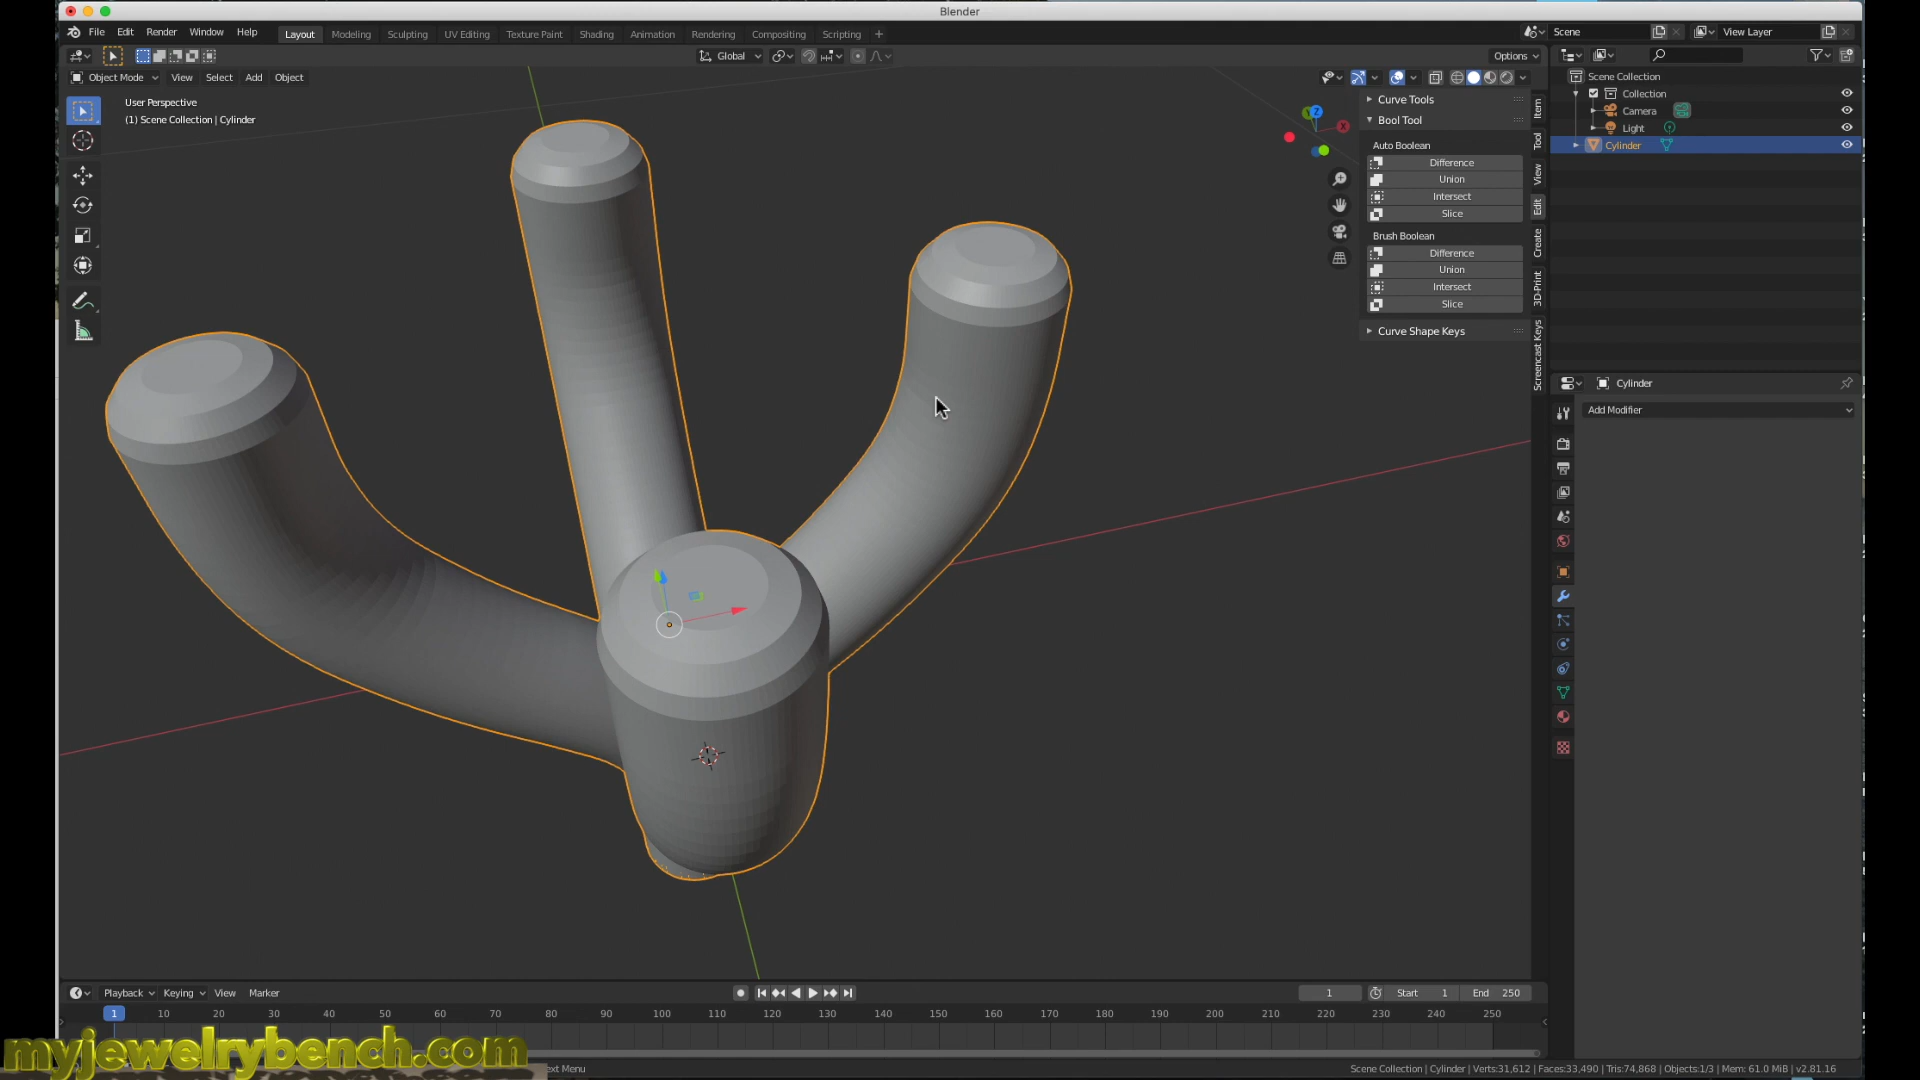 Blender
File Edit Render Window Help
Layout Modeling Sculpting UV Editing Texture Paint Shading Animation Rendering Compositing Scripting +
Scene
View Layer
Global
Options
Object Mode View Select Add Object
User Perspective
(1) Scene Collection | Cylinder
Curve Tools
Bool Tool
Auto Boolean
Difference
Union
Intersect
Slice
Brush Boolean
Difference
Union
Intersect
Slice
Curve Shape Keys
Item
Tool
View
Edit
Create
3D-Print
Screencast Keys
Scene Collection
Collection
Camera
Light
Cylinder
Cylinder
Add Modifier
Playback Keying View Marker
1 Start 1 End 250
1 10 20 30 40 50 60 70 80 90 100 110 120 130 140 150 160 170 180 190 200 210 220 230 240 250
myjewelrybench.com
ext Menu
Scene Collection | Cylinder | Verts:31,612 | Faces:33,490 | Tris:74,868 | Objects:1/3 | Mem: 61.0 MiB | v2.81.16